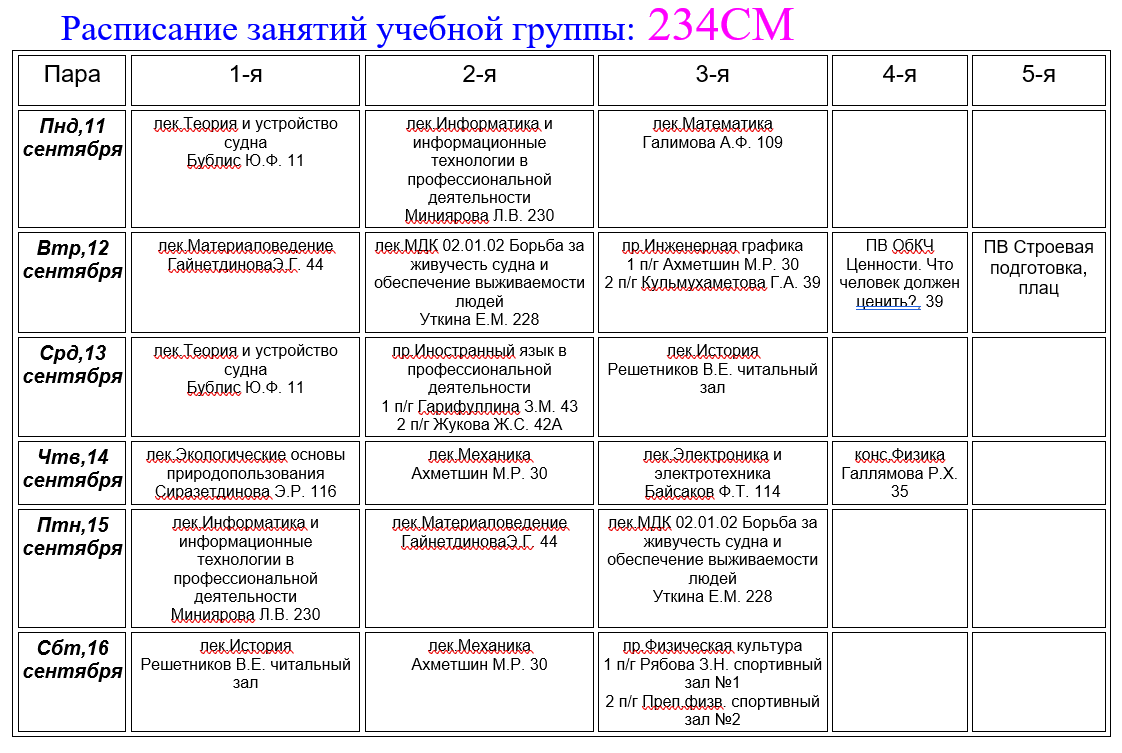 Расписание занятий учебной группы: 234СМ
Пара
1-я
2-я
3-я
4-я
5-я
Пнд,11
сентября
лек.Теория и устройство
судна
Бублис Ю.Ф. 11
лек.Информатика и
информационные
технологии в
профессиональной
деятельности
Миниярова Л.В. 230
лек.Математика
Галимова А.Ф. 109
Втр,12
сентября
лек.Материаловедение
ГайнетдиноваЭ.Г. 44
лек.МДК 02.01.02 Борьба за
живучесть судна и
обеспечение выживаемости
людей
Уткина Е.М. 228
пр.Инженерная графика
1 п/г Ахметшин М.Р. 30
2 п/г Кульмухаметова Г.А. 39
ПВ ОбКЧ
Ценности. Что
человек должен
ценить?, 39
ПВ Строевая
подготовка,
плац
Срд,13
сентября
лек.Теория и устройство
судна
Бублис Ю.Ф. 11
пр.Иностранный язык в
профессиональной
деятельности
1 п/г Гарифуллина З.М. 43
2 п/г Жукова Ж.С. 42А
лек.История
Решетников В.Е. читальный
зал
Чтв,14
сентября
лек.Экологические основы
природопользования
Сиразетдинова Э.Р. 116
лек.Механика
Ахметшин М.Р. 30
лек.Электроника и
электротехника
Байсаков Ф.Т. 114
конс.Физика
Галлямова Р.Х.
35
Птн,15
сентября
лек.Информатика и
информационные
технологии в
профессиональной
деятельности
Миниярова Л.В. 230
лек.Материаловедение
ГайнетдиноваЭ.Г. 44
лек.МДК 02.01.02 Борьба за
живучесть судна и
обеспечение выживаемости
людей
Уткина Е.М. 228
Сбт,16
сентября
лек.История
Решетников В.Е. читальный
зал
лек.Механика
Ахметшин М.Р. 30
пр.Физическая культура
1 п/г Рябова З.Н. спортивный
зал №1
2 п/г Преп.физв. спортивный
зал №2